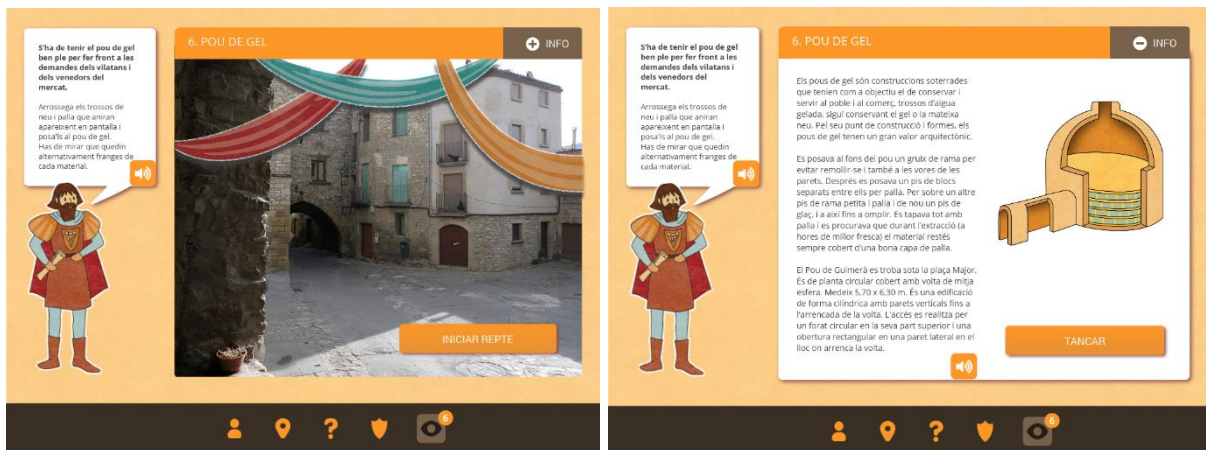 S'ha de tenir el pou de gel
ben ple per fer front a les
demandes dels vilatans i
dels venedors del
mercat.
Arrossega els trossos de
neu i palla que aniran
apareixent en pantalla i
posa'ls al pou de gel.
Has de mirar que quedin
alternativament franges de
cada material.
6. POU DE GEL
INFO
INICIAR REPTE
6
S'ha de tenir el pou de gel
ben ple per fer front a les
demandes dels vilatans i
dels venedors del
mercat.
Arrossega els trossos de
neu i palla que aniran
apareixent en pantalla i
posa'ls al pou de gel.
Has de mirar que quedin
alternativament franges de
cada material.
6. POU DE GEL
INFO
Els pous de gel són construccions soterrades
que tenien com a objectiu el de conservar i
servir al poble i al comerç, trossos d'aigua
gelada, sigui conservant el gel o la mateixa
neu. Pel seu punt de construcció i formes, els
pous de gel tenen un gran valor arquitectònic.
Es posava al fons del pou un gruix de rama per
evitar remollir-se i també a les vores de les
parets. Després es posava un pis de blocs
separats entre ells per palla. Per sobre un altre
pis de rama petita i palla i de nou un pis de
glaç, i a així fins a omplir. Es tapava tot amb
palla i es procurava que durant l'extracció (a
hores de millor fresca) el material restés
sempre cobert d'una bona capa de palla.
El Pou de Guimerà es troba sota la plaça Major.
És de planta circular cobert amb volta de mitja
esfera. Medeix 5,70 x 6,30 m. És una edificació
de forma cilíndrica amb parets verticals fins a
l'arrencada de la volta. L'accés es realitza per
un forat circular en la seva part superior i una
obertura rectangular en una paret lateral en el
lloc on arrenca la volta.
TANCAR
6